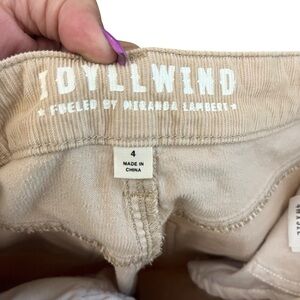 IDYLLWIND
★ FUELED BY MIRANDA LAMBERT ★
4
MADE IN
CHINA